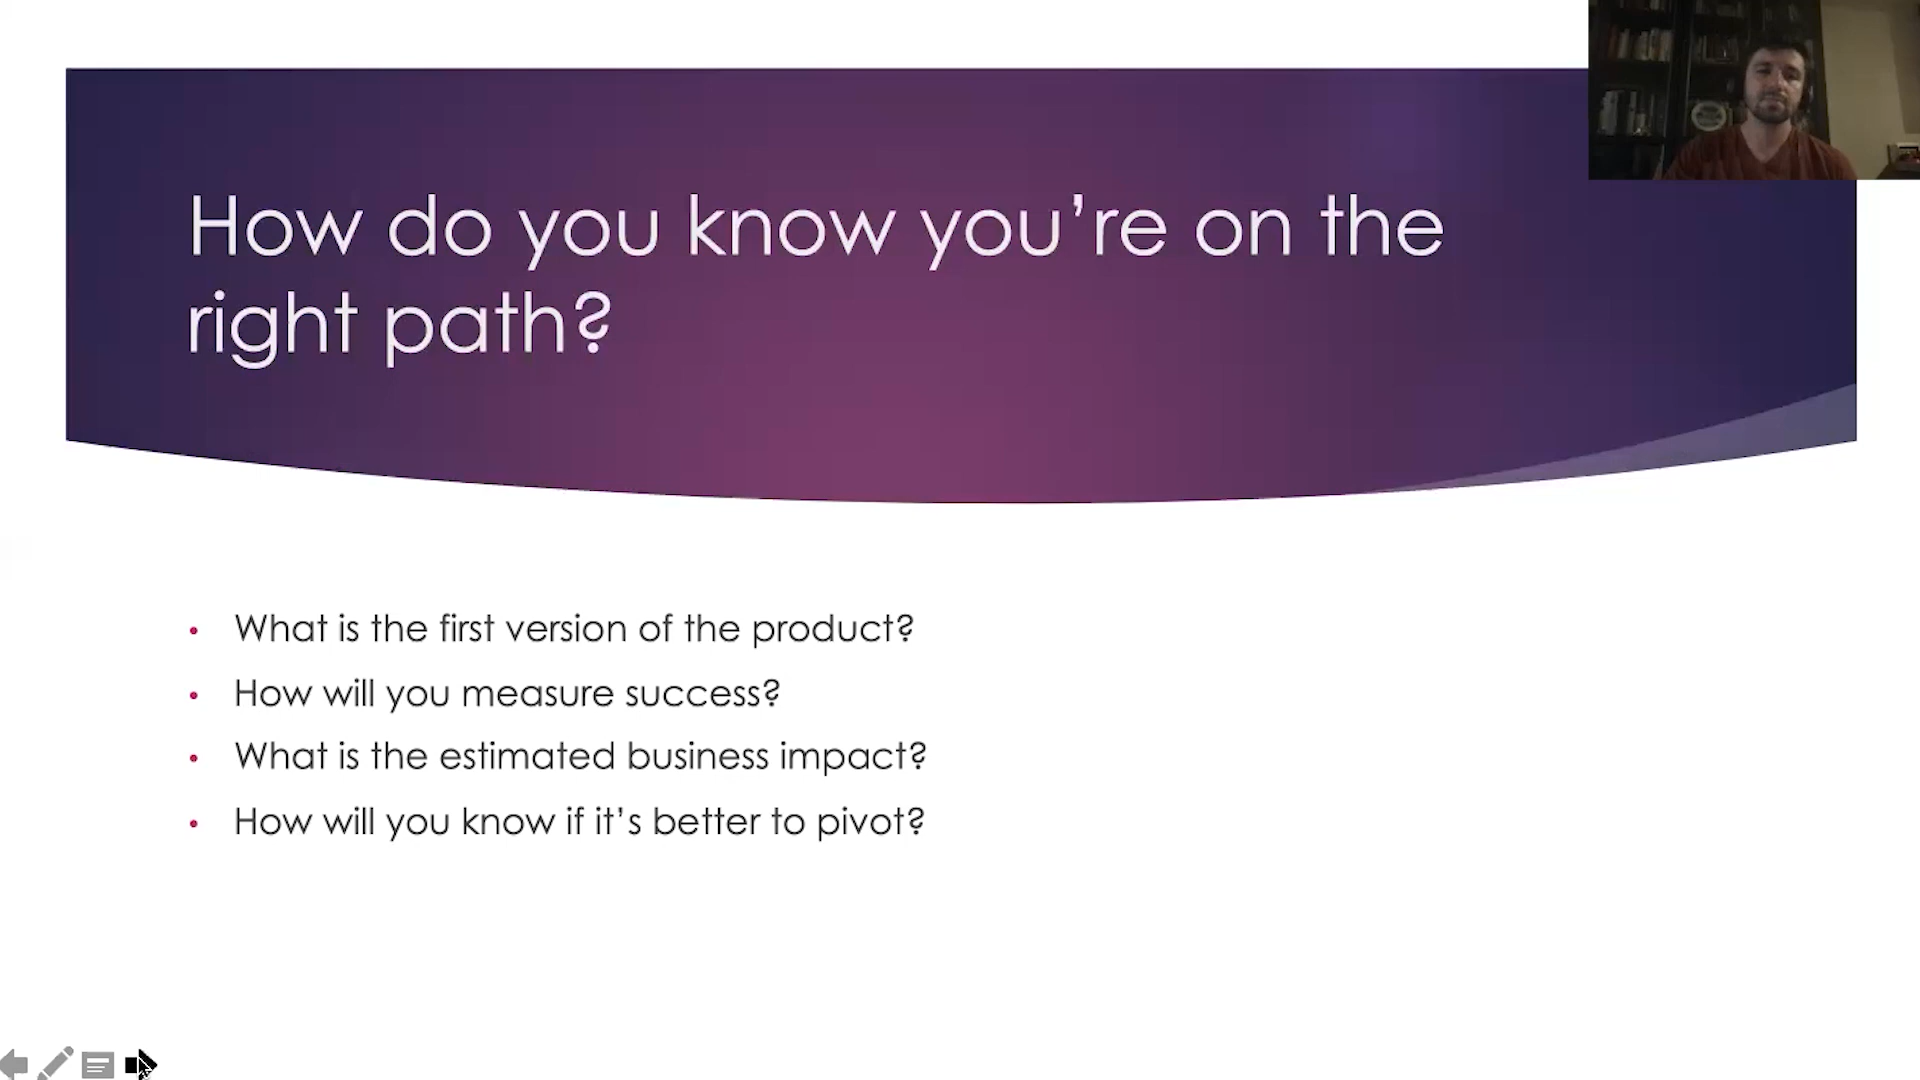 How do you know you’re on the
right path?
• What is the first version of the product?
• How will you measure success?
• What is the estimated business impact?
• How will you know if it’s better to pivot?